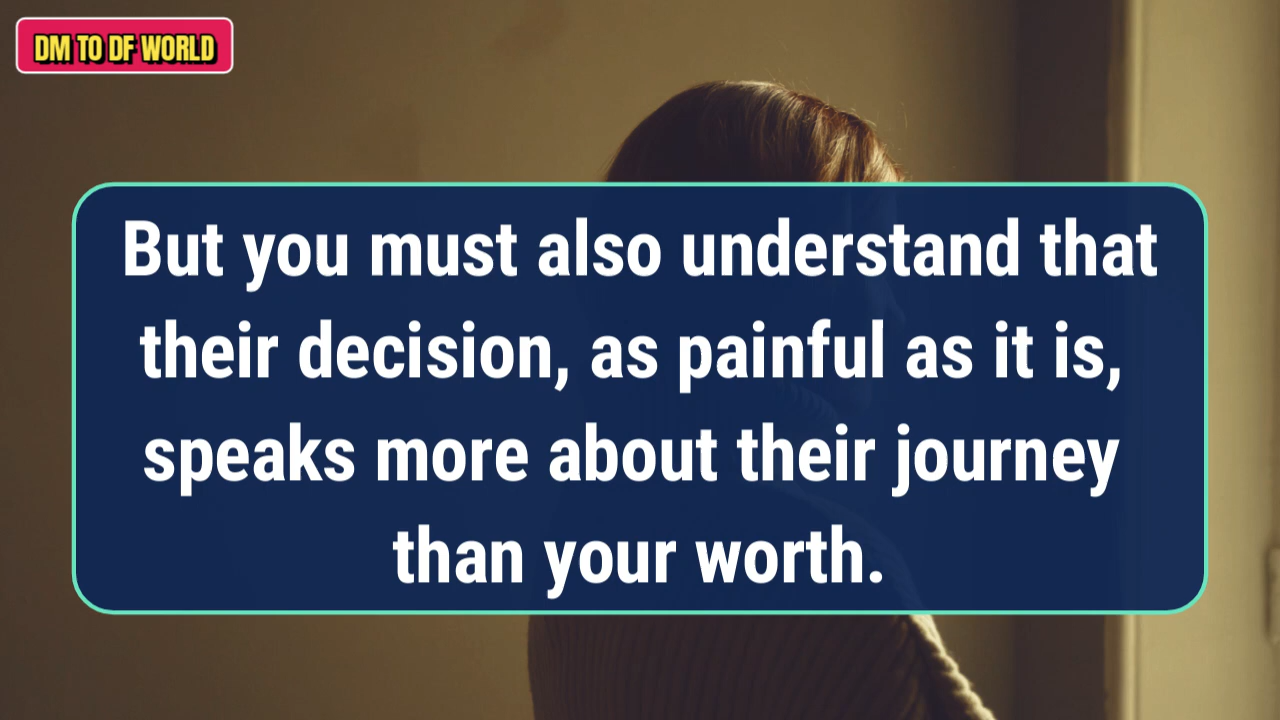 DM TO DF WORLD
But you must also understand that
their decision, as painful as it is,
speaks more about their journey
than your worth.